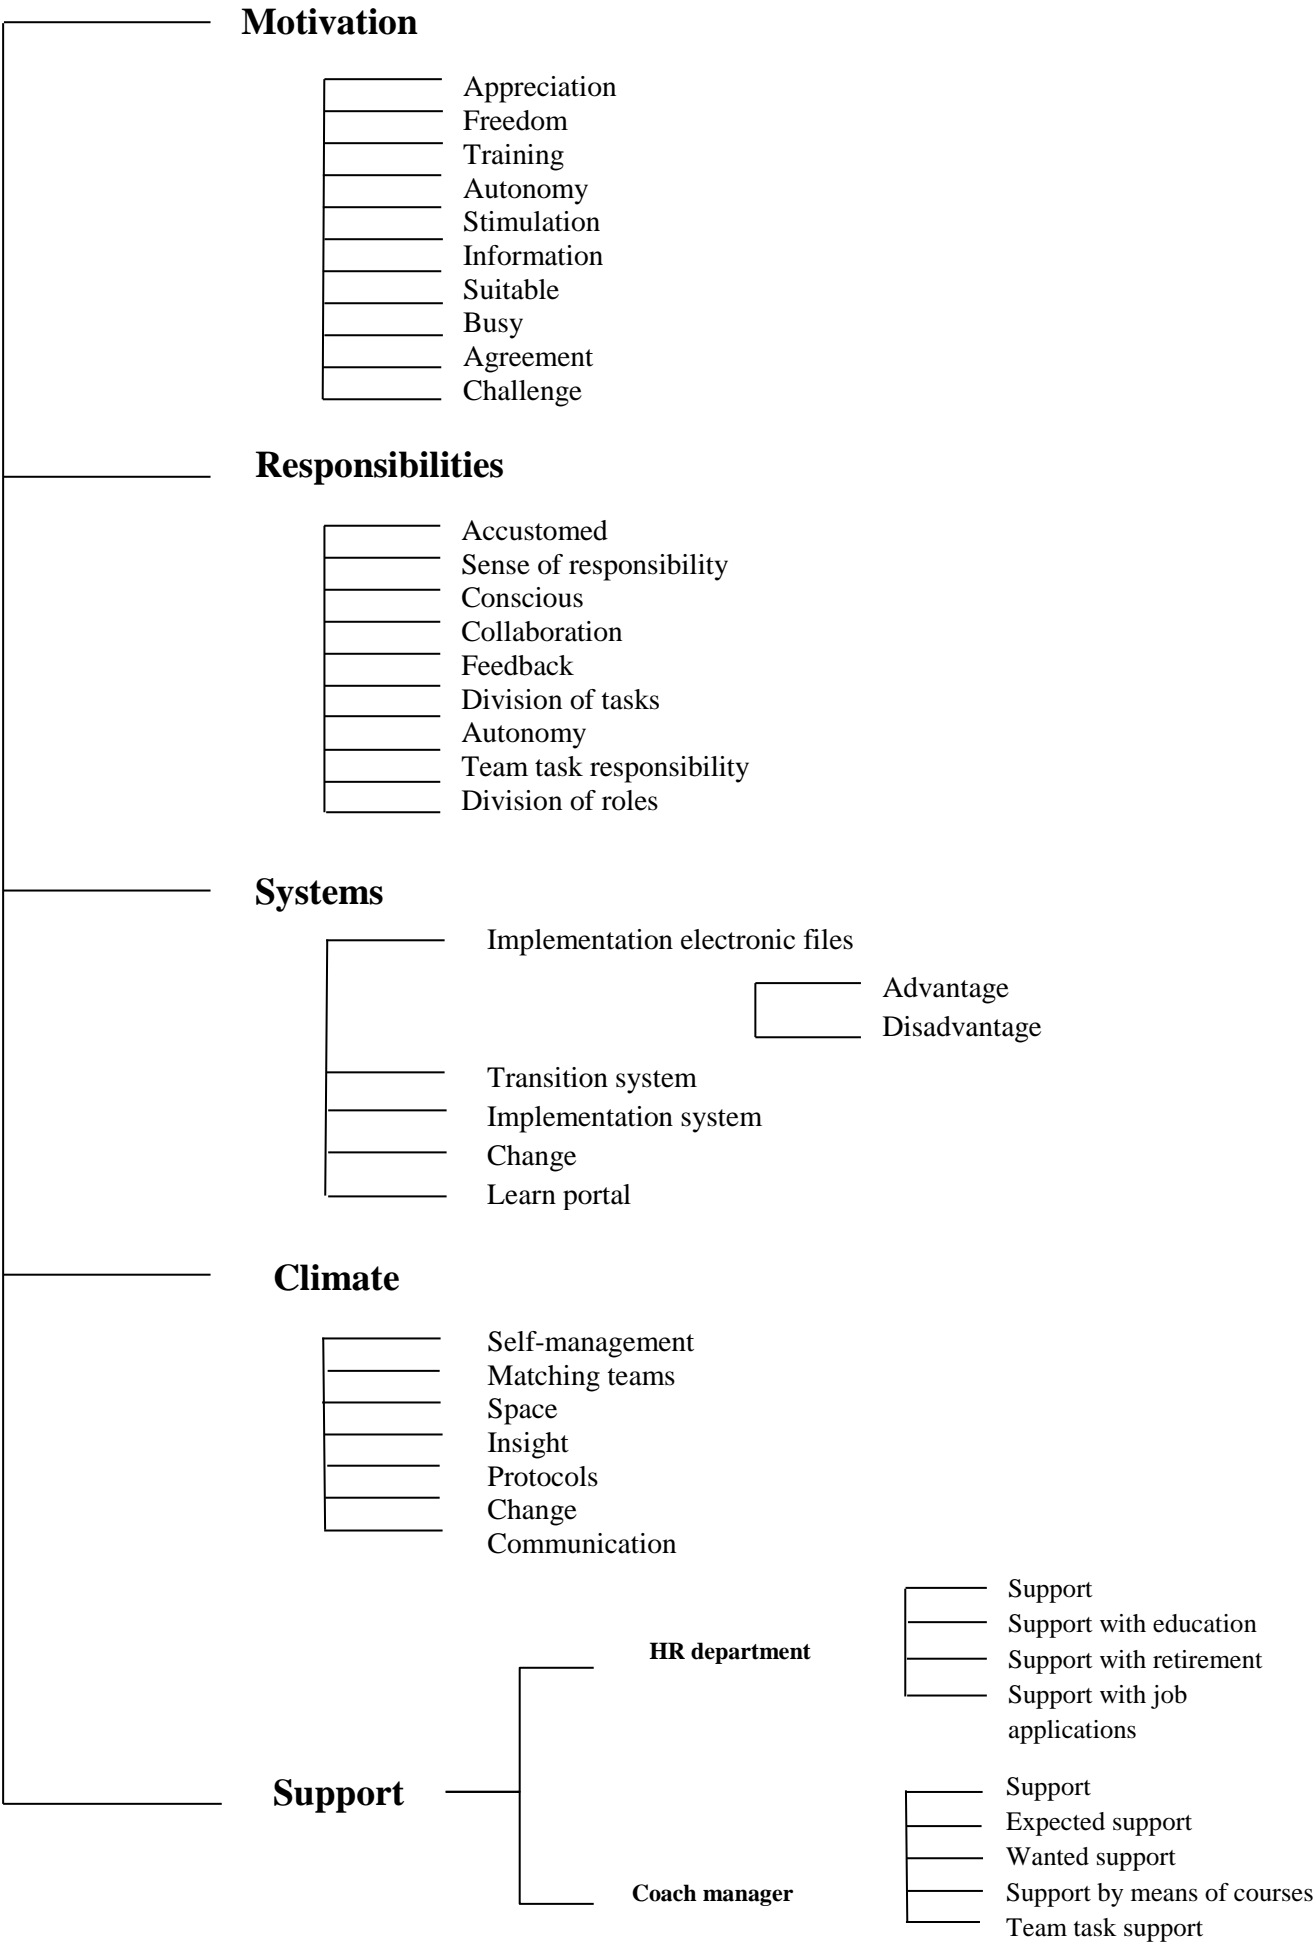 Motivation
Appreciation
Freedom
Training
Autonomy
Stimulation
Information
Suitable
Busy
Agreement
Challenge
Responsibilities
Accustomed
Sense of responsibility
Conscious
Collaboration
Feedback
Division of tasks
Autonomy
Team task responsibility
Division of roles
Systems
Implementation electronic files
Advantage
Disadvantage
Transition system
Implementation system
Change
Learn portal
Climate
Self-management
Matching teams
Space
Insight
Protocols
Change
Communication
Support
HR department
Support
Support with education
Support with retirement
Support with job
applications
Coach manager
Support
Expected support
Wanted support
Support by means of courses
Team task support